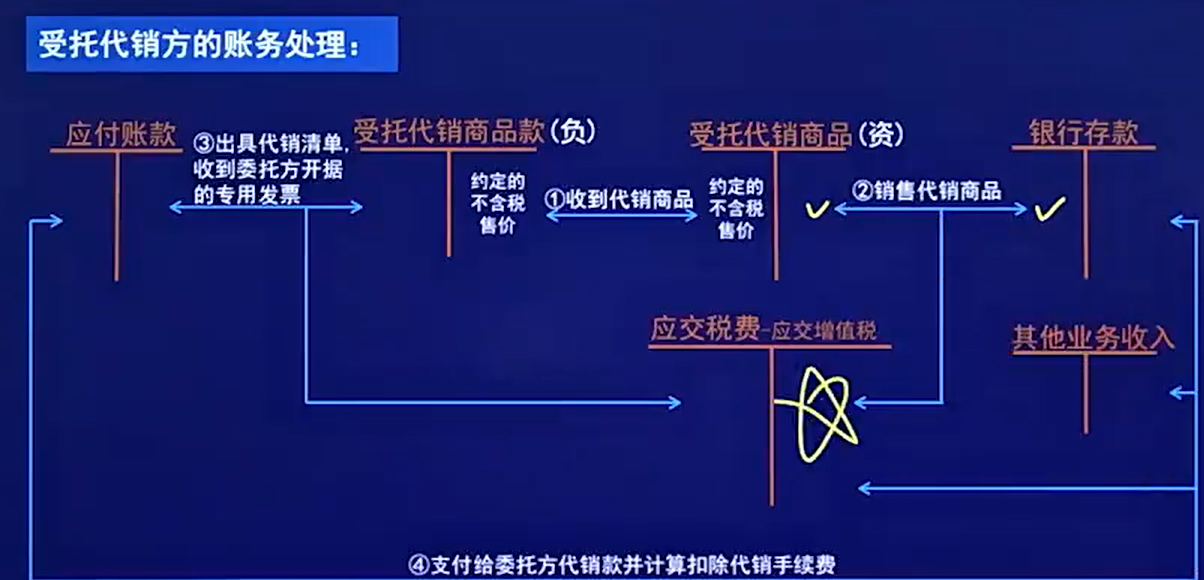 受托代销方的账务处理：
应付账款
③出具代销清单,
收到委托方开据
的专用发票
受托代销商品款(负)
约定的
不含税
售价
①收到代销商品
受托代销商品(资)
约定的
不含税
售价
②销售代销商品
银行存款
应交税费-应交增值税
其他业务收入
④支付给委托方代销款并计算扣除代销手续费